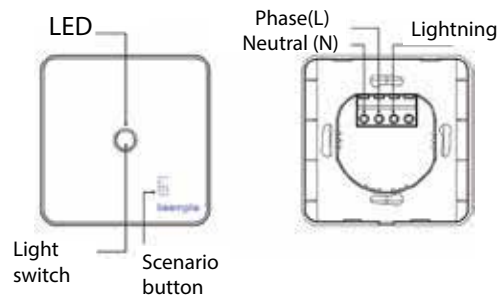 LED
Phase(L)
Neutral (N)
Lightning
Light
switch
Scenario
button